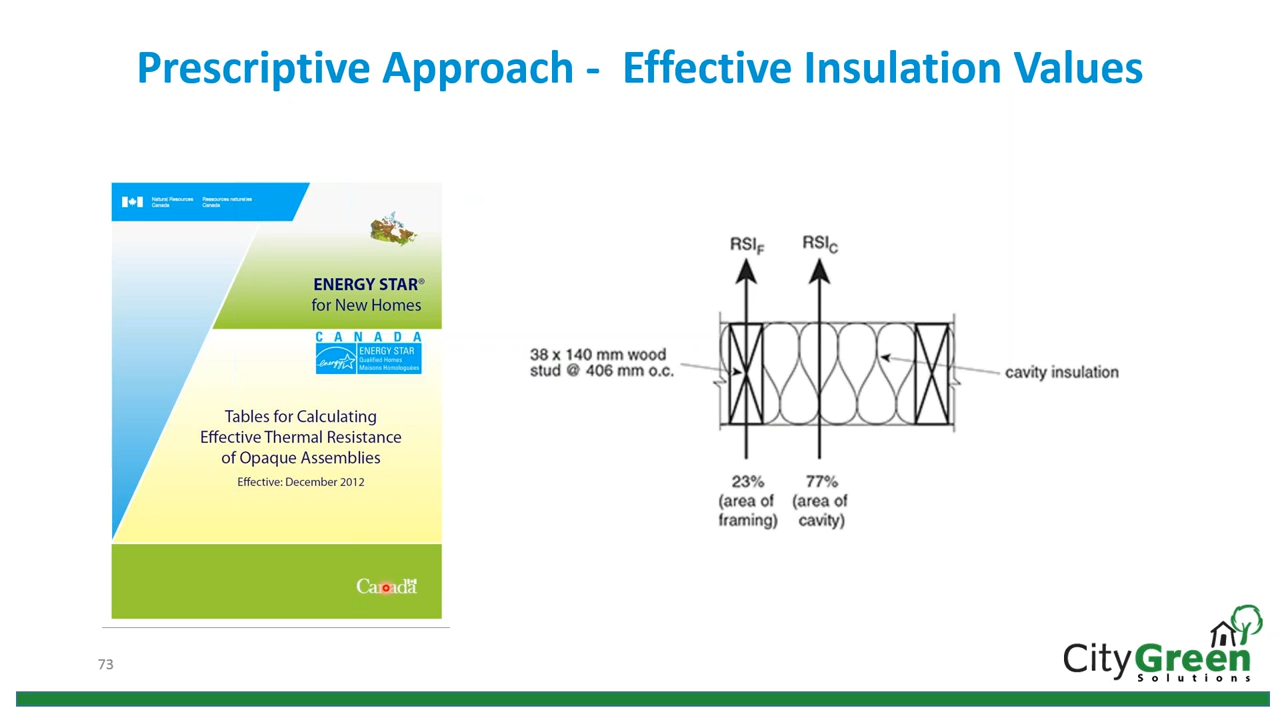 Prescriptive Approach - Effective Insulation Values
Natural Resources Canada
Ressources naturelles Canada
ENERGY STAR®
for New Homes
CANADA
energy
ENERGY STAR
Qualified Homes
Maisons Homologuées
Tables for Calculating
Effective Thermal Resistance
of Opaque Assemblies
Effective: December 2012
Canada
RSIF
RSIC
38 x 140 mm wood
stud @ 406 mm o.c.
cavity insulation
23%
(area of
framing)
77%
(area of
cavity)
73
CityGreen
Solutions